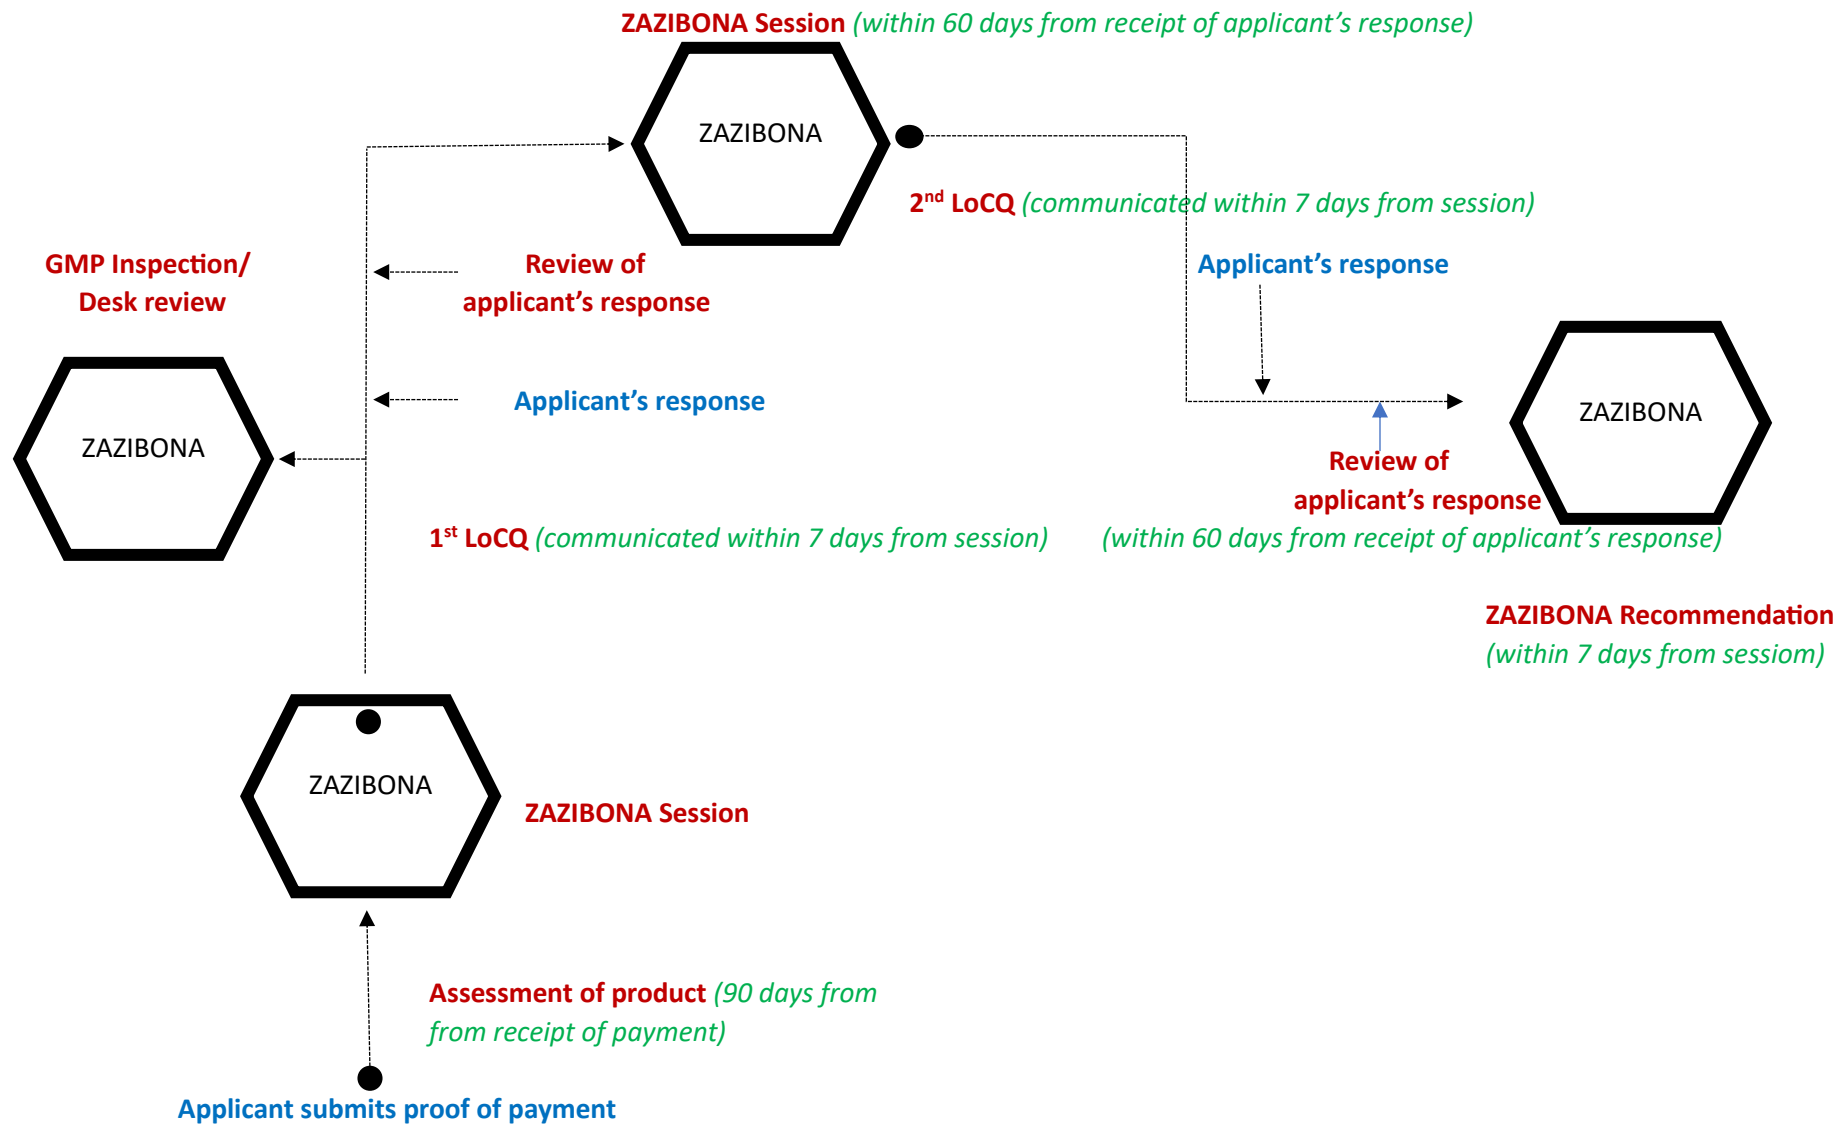 ZAZIBONA Session (within 60 days from receipt of applicant’s response)
ZAZIBONA
2nd LoCQ (communicated within 7 days from session)
GMP Inspection/
Desk review
Review of
applicant’s response
Applicant’s response
Applicant’s response
ZAZIBONA
ZAZIBONA
Review of
applicant’s response
1st LoCQ (communicated within 7 days from session)
(within 60 days from receipt of applicant’s response)
ZAZIBONA Recommendation
(within 7 days from sessiom)
ZAZIBONA
ZAZIBONA Session
Assessment of product (90 days from
from receipt of payment)
Applicant submits proof of payment